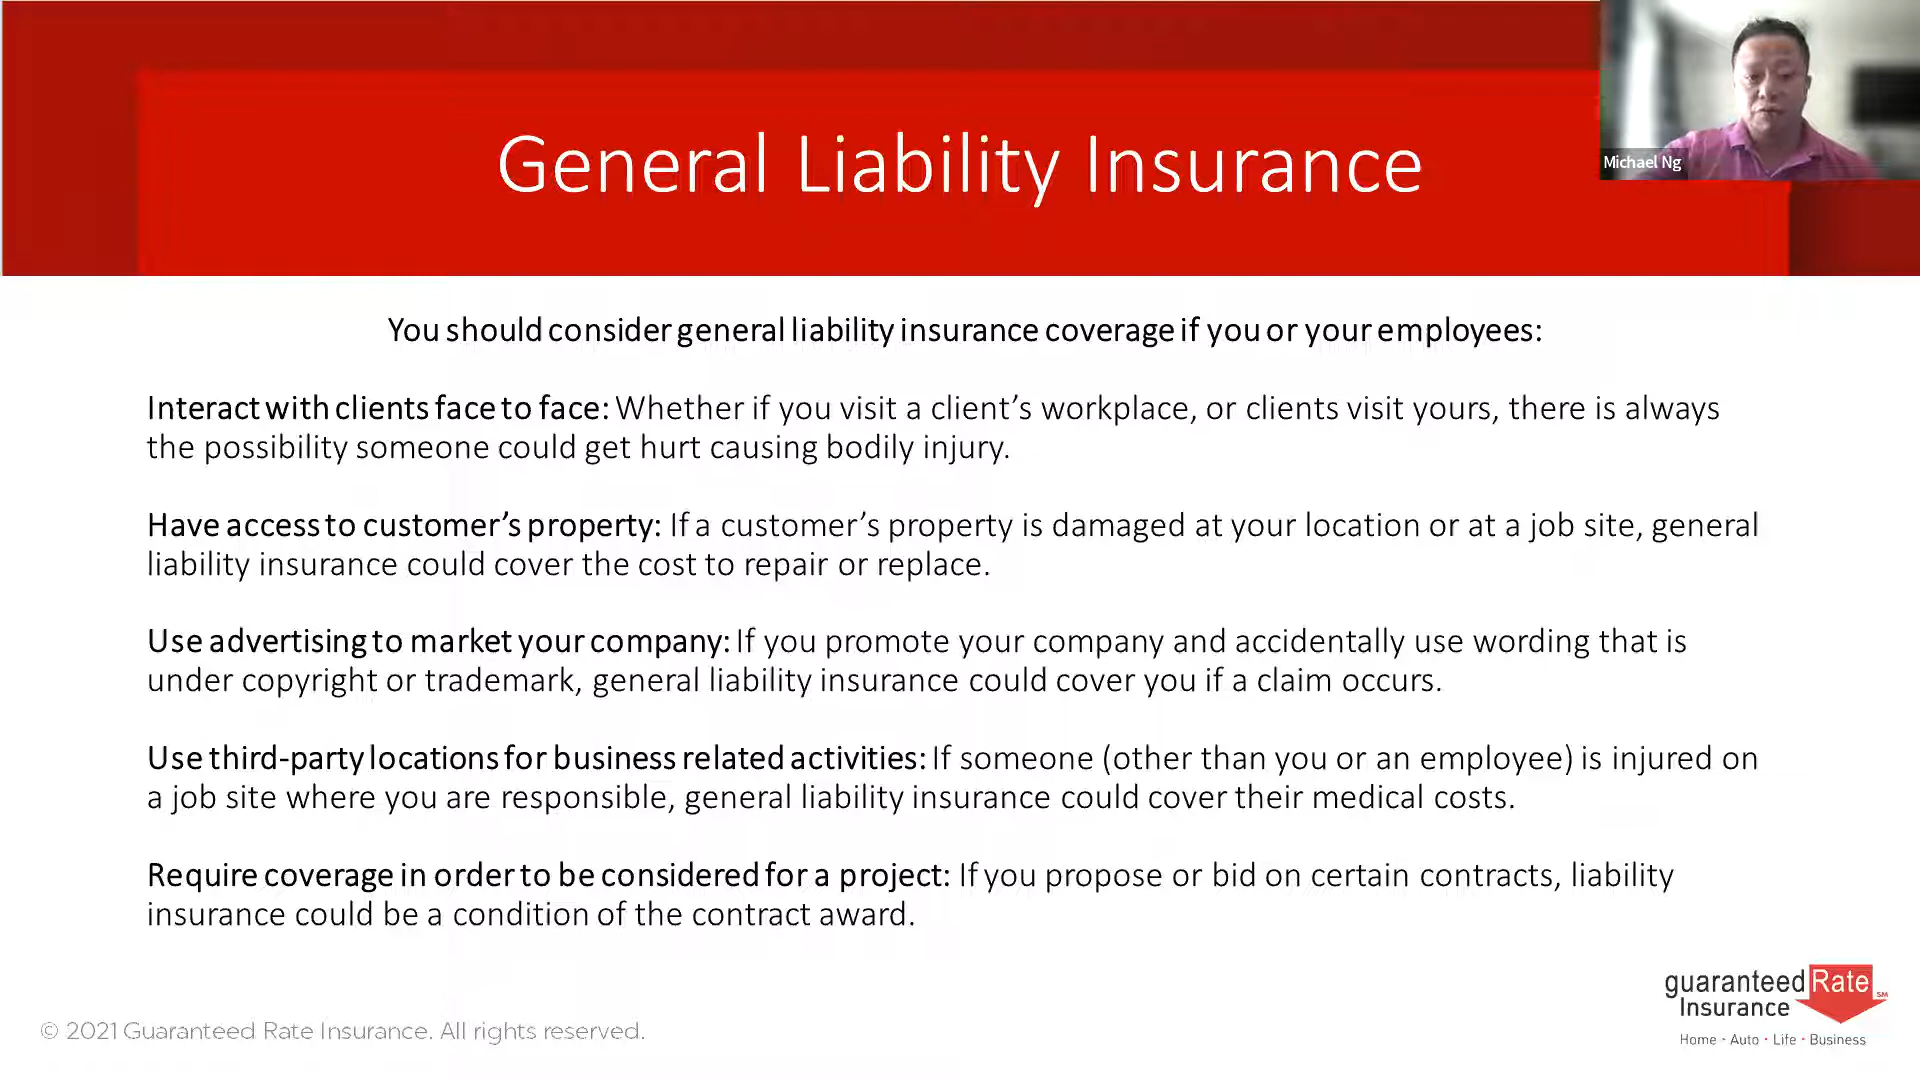 General Liability Insurance
Michael Ng
You should consider general liability insurance coverage if you or your employees:
Interact with clients face to face: Whether if you visit a client’s workplace, or clients visit yours, there is always
the possibility someone could get hurt causing bodily injury.
Have access to customer’s property: If a customer’s property is damaged at your location or at a job site, general
liability insurance could cover the cost to repair or replace.
Use advertising to market your company: If you promote your company and accidentally use wording that is
under copyright or trademark, general liability insurance could cover you if a claim occurs.
Use third-party locations for business related activities: If someone (other than you or an employee) is injured on
a job site where you are responsible, general liability insurance could cover their medical costs.
Require coverage in order to be considered for a project: If you propose or bid on certain contracts, liability
insurance could be a condition of the contract award.
guaranteed Rate
Insurance SM
Home · Auto · Life · Business
© 2021 Guaranteed Rate Insurance. All rights reserved.